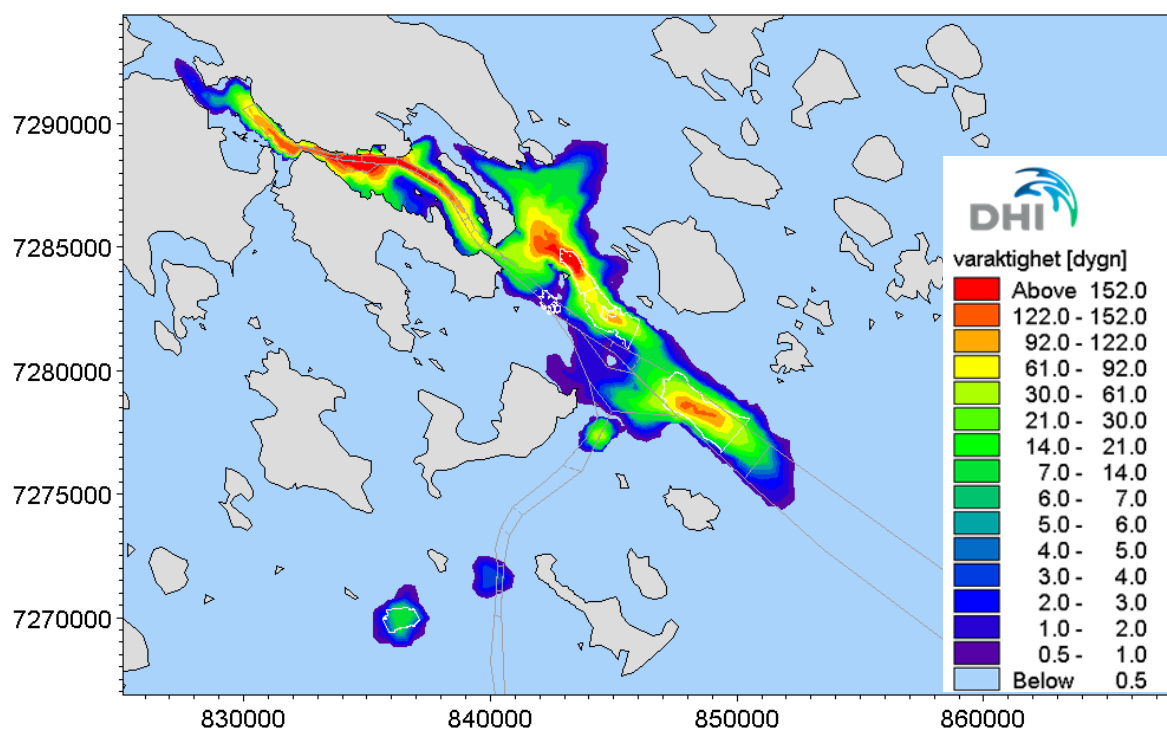 7290000
7285000
7280000
7275000
7270000
830000
840000
850000
860000
DHI
varaktighet [dygn]
Above 152.0
122.0 - 152.0
92.0 - 122.0
61.0 - 92.0
30.0 - 61.0
21.0 - 30.0
14.0 - 21.0
7.0 - 14.0
6.0 - 7.0
5.0 - 6.0
4.0 - 5.0
3.0 - 4.0
2.0 - 3.0
1.0 - 2.0
0.5 - 1.0
Below 0.5